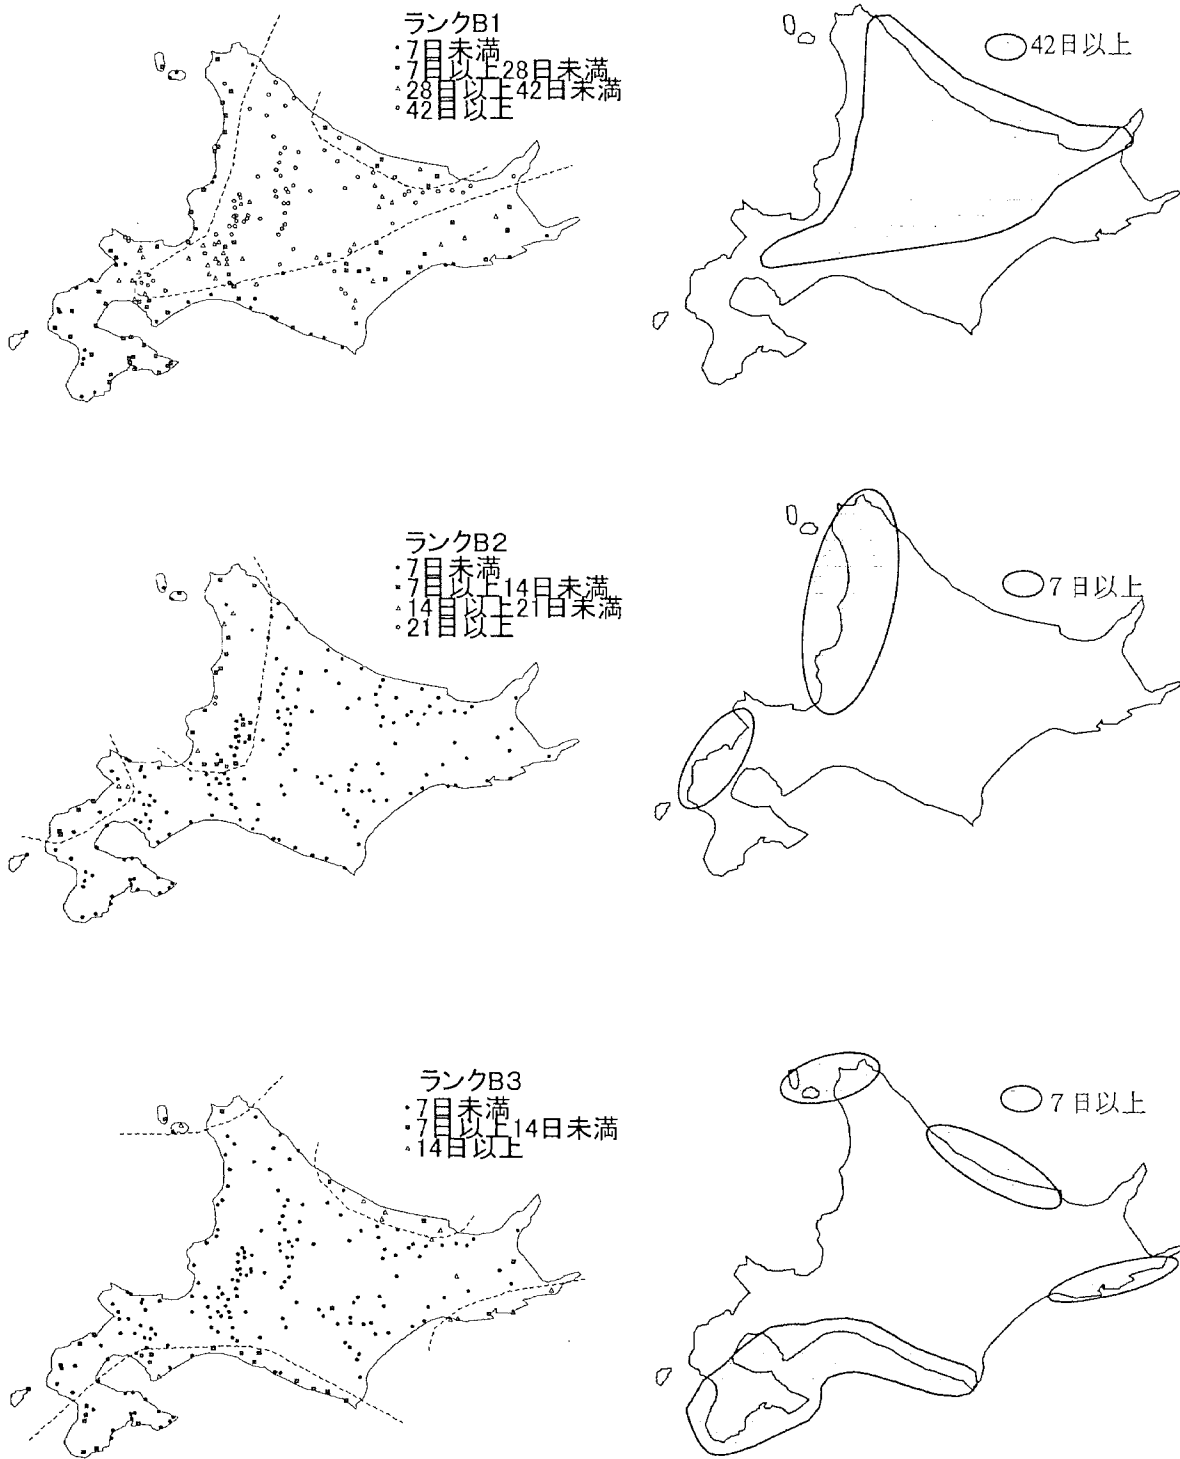 ランクB1
・7日未満
▪7日以上28日未満
△28日以上42日未満
○42日以上
42日以上
ランクB2
・7日未満
▪7日以上14日未満
△14日以上21日未満
○21日以上
7日以上
ランクB3
・7日未満
▪7日以上14日未満
△14日以上
7日以上